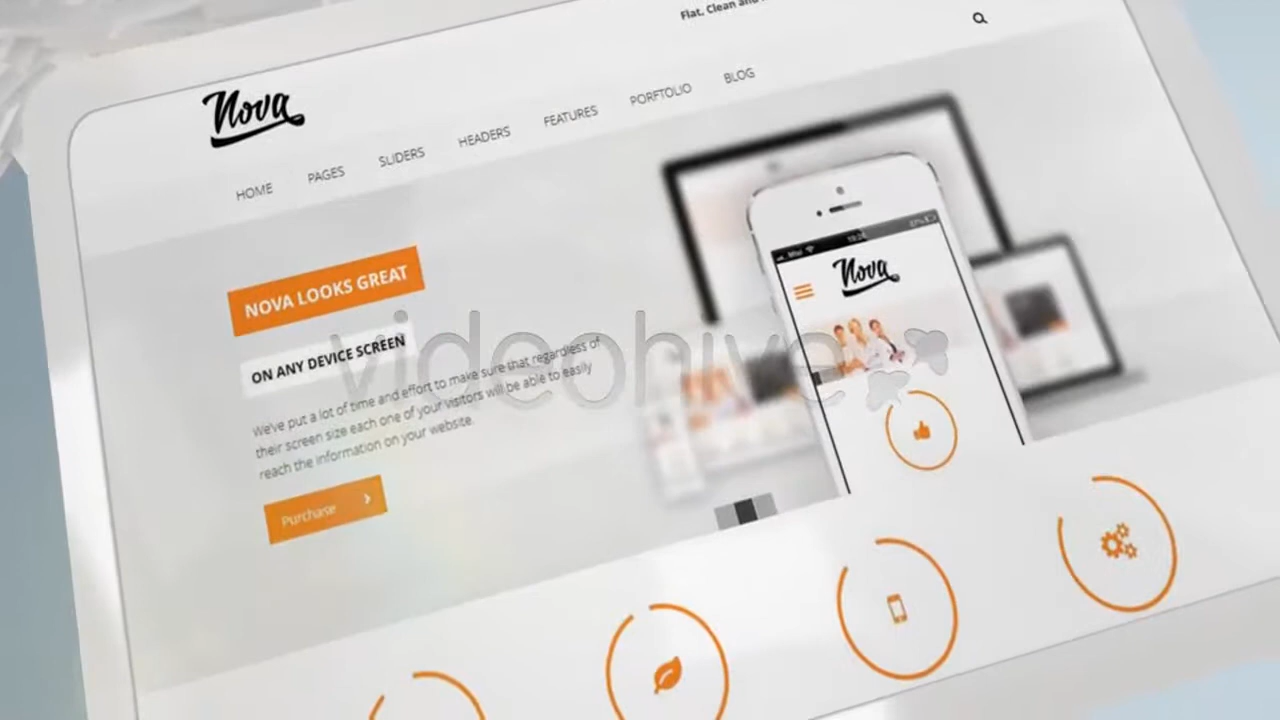 Flat, Clean and
Nova
HOME PAGES SLIDERS HEADERS FEATURES PORFTOLIO BLOG
NOVA LOOKS GREAT
ON ANY DEVICE SCREEN
We've put a lot of time and effort to make sure that regardless of
their screen size each one of your visitors will be able to easily
reach the information on your website.
Purchase
Nova
videohive